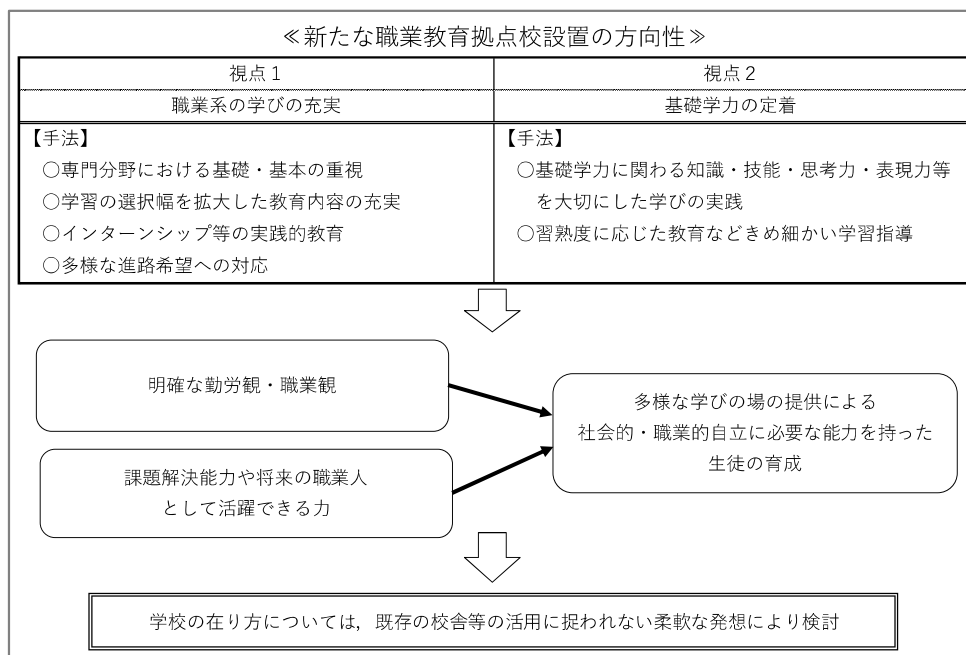 ≪新たな職業教育拠点校設置の方向性≫
視点１
視点２
職業系の学びの充実
基礎学力の定着
【手法】
○専門分野における基礎・基本の重視
○学習の選択幅を拡大した教育内容の充実
○インターンシップ等の実践的教育
○多様な進路希望への対応
【手法】
○基礎学力に関わる知識・技能・思考力・表現力等
を大切にした学びの実践
○習熟度に応じた教育などきめ細かい学習指導
明確な勤労観・職業観
課題解決能力や将来の職業人
として活躍できる力
多様な学びの場の提供による
社会的・職業的自立に必要な能力を持った
生徒の育成
学校の在り方については，既存の校舎等の活用に捉われない柔軟な発想により検討